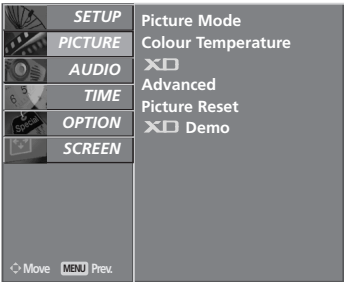 SETUP
PICTURE
AUDIO
TIME
OPTION
SCREEN
Move MENU Prev.
Picture Mode
Colour Temperature
XD
Advanced
Picture Reset
XD Demo